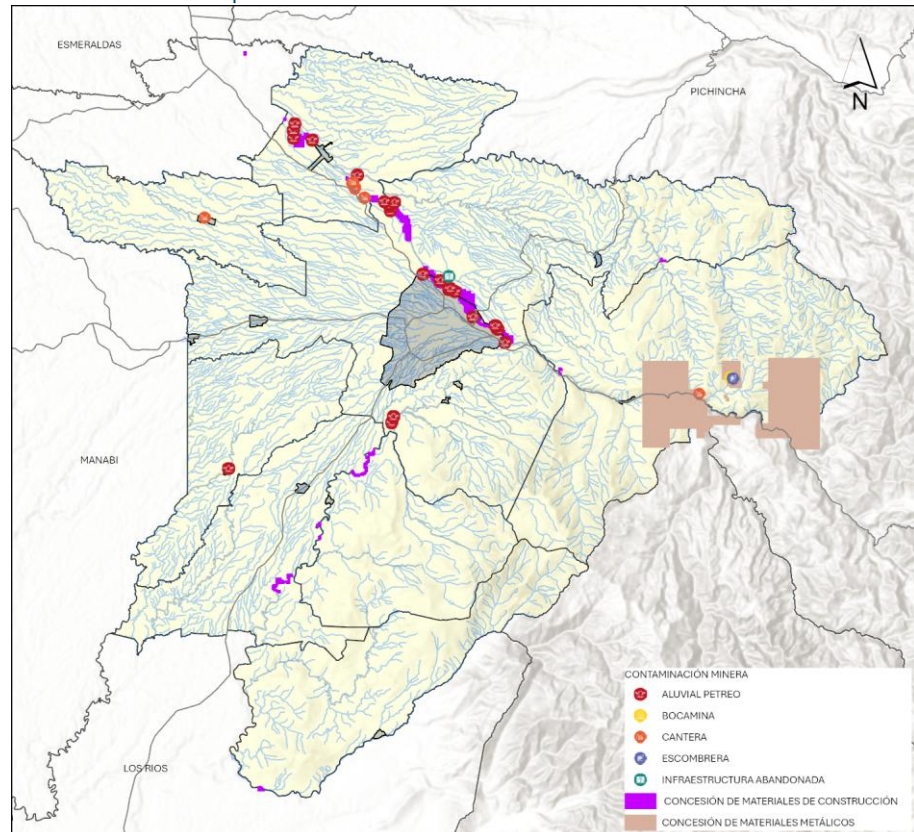 ESMERALDAS
PICHINCHA
N
MANABI
LOS RIOS
CONTAMINACIÓN MINERA
ALUVIAL PETREO
BOCAMINA
CANTERA
ESCOMBRERA
INFRAESTRUCTURA ABANDONADA
CONCESIÓN DE MATERIALES DE CONSTRUCCIÓN
CONCESIÓN DE MATERIALES METÁLICOS